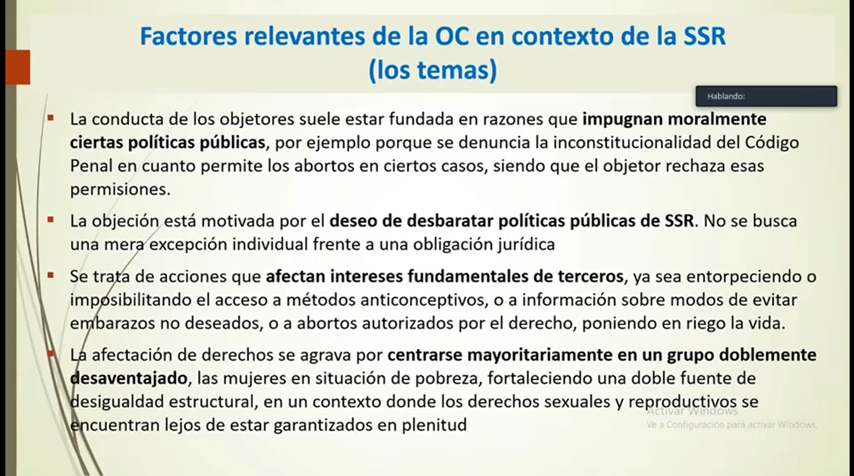 Factores relevantes de la OC en contexto de la SSR
(los temas)
Hablando:
La conducta de los objetores suele estar fundada en razones que impugnan moralmente
ciertas políticas públicas, por ejemplo porque se denuncia la inconstitucionalidad del Código
Penal en cuanto permite los abortos en ciertos casos, siendo que el objetor rechaza esas
permisiones.
La objeción está motivada por el deseo de desbaratar políticas públicas de SSR. No se busca
una mera excepción individual frente a una obligación jurídica
Se trata de acciones que afectan intereses fundamentales de terceros, ya sea entorpeciendo o
imposibilitando el acceso a métodos anticonceptivos, o a información sobre modos de evitar
embarazos no deseados, o a abortos autorizados por el derecho, poniendo en riego la vida.
La afectación de derechos se agrava por centrarse mayoritariamente en un grupo doblemente
desaventajado, las mujeres en situación de pobreza, fortaleciendo una doble fuente de
desigualdad estructural, en un contexto donde los derechos sexuales y reproductivos se
encuentran lejos de estar garantizados en plenitud
Activar Windows
Ve a Configuración para activar Windows.